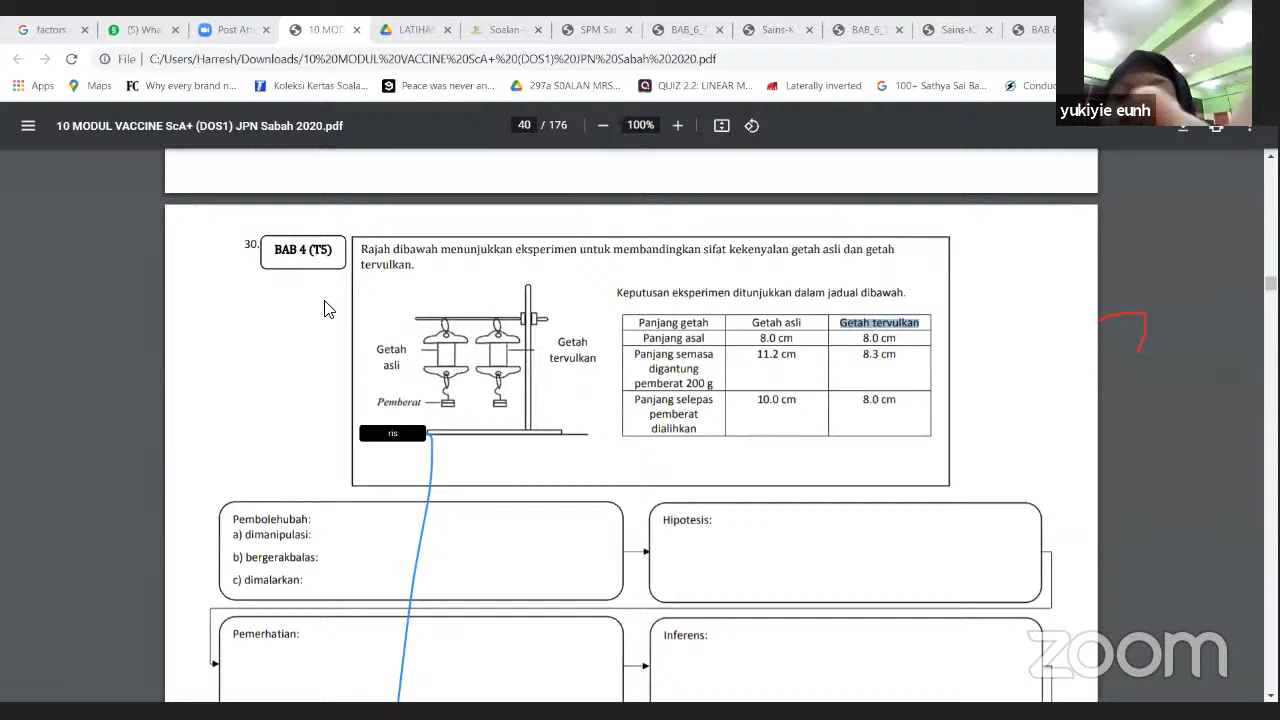 factors
(5) Wha
Post Att
10 MOD
LATIHA
Soalan-
SPM Sa
BAB_6_
Sains-K
BAB_6_
Sains-K
BAB 6
File | C:/Users/Harresh/Downloads/10%20MODUL%20VACCINE%20ScA+%20(DOS1)%20JPN%20Sabah%202020.pdf
Apps
Maps
FC Why every brand n...
Koleksi Kertas Soala...
Peace was never an...
297a S0ALAN MRS...
QUIZ 2.2: LINEAR M...
Laterally inverted
100+ Sathya Sai Ba...
Conduc
yukiyie eunh
10 MODUL VACCINE ScA+ (DOS1) JPN Sabah 2020.pdf
40 / 176
100%
30.
BAB 4 (T5)
Rajah dibawah menunjukkan eksperimen untuk membandingkan sifat kekenyalan getah asli dan getah
tervulkan.
Getah
asli
Getah
tervulkan
Pemberat
ris
Keputusan eksperimen ditunjukkan dalam jadual dibawah.
Panjang getah Getah asli Getah tervulkan
Panjang asal 8.0 cm 8.0 cm
Panjang semasa 11.2 cm 8.3 cm
digantung
pemberat 200 g
Panjang selepas 10.0 cm 8.0 cm
pemberat
dialihkan
Pembolehubah:
a) dimanipulasi:
b) bergerakbalas:
c) dimalarkan:
Hipotesis:
Pemerhatian:
Inferens:
zoom